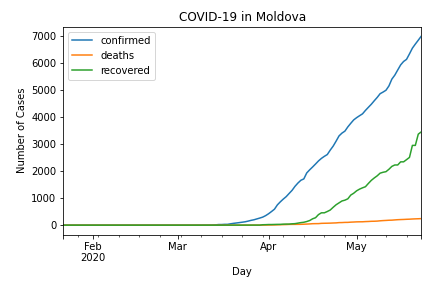 COVID-19 in Moldova
confirmed
deaths
recovered
7000
6000
5000
4000
3000
2000
1000
0
Number of Cases
Feb
2020
Mar
Apr
May
Day